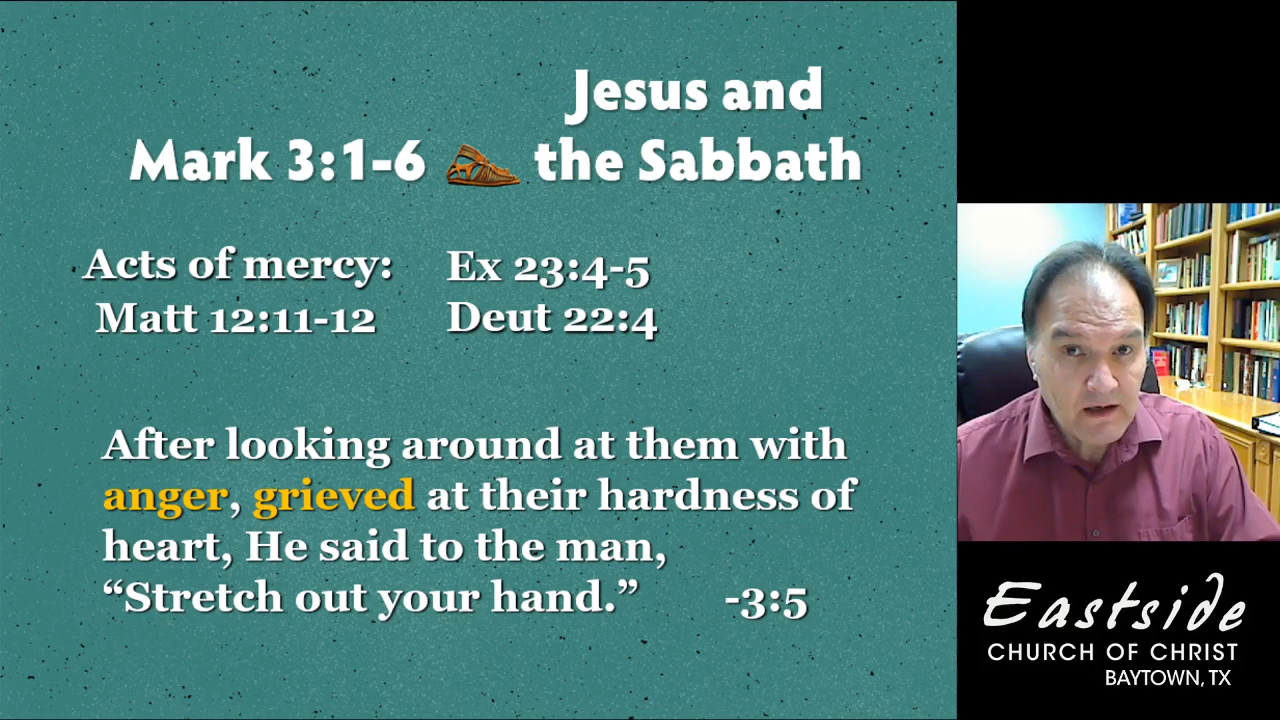 Jesus and
Mark 3:1-6 the Sabbath
Acts of mercy: Ex 23:4-5
Matt 12:11-12 Deut 22:4
After looking around at them with
anger, grieved at their hardness of
heart, He said to the man,
“Stretch out your hand.” -3:5
Eastside
CHURCH OF CHRIST
BAYTOWN, TX